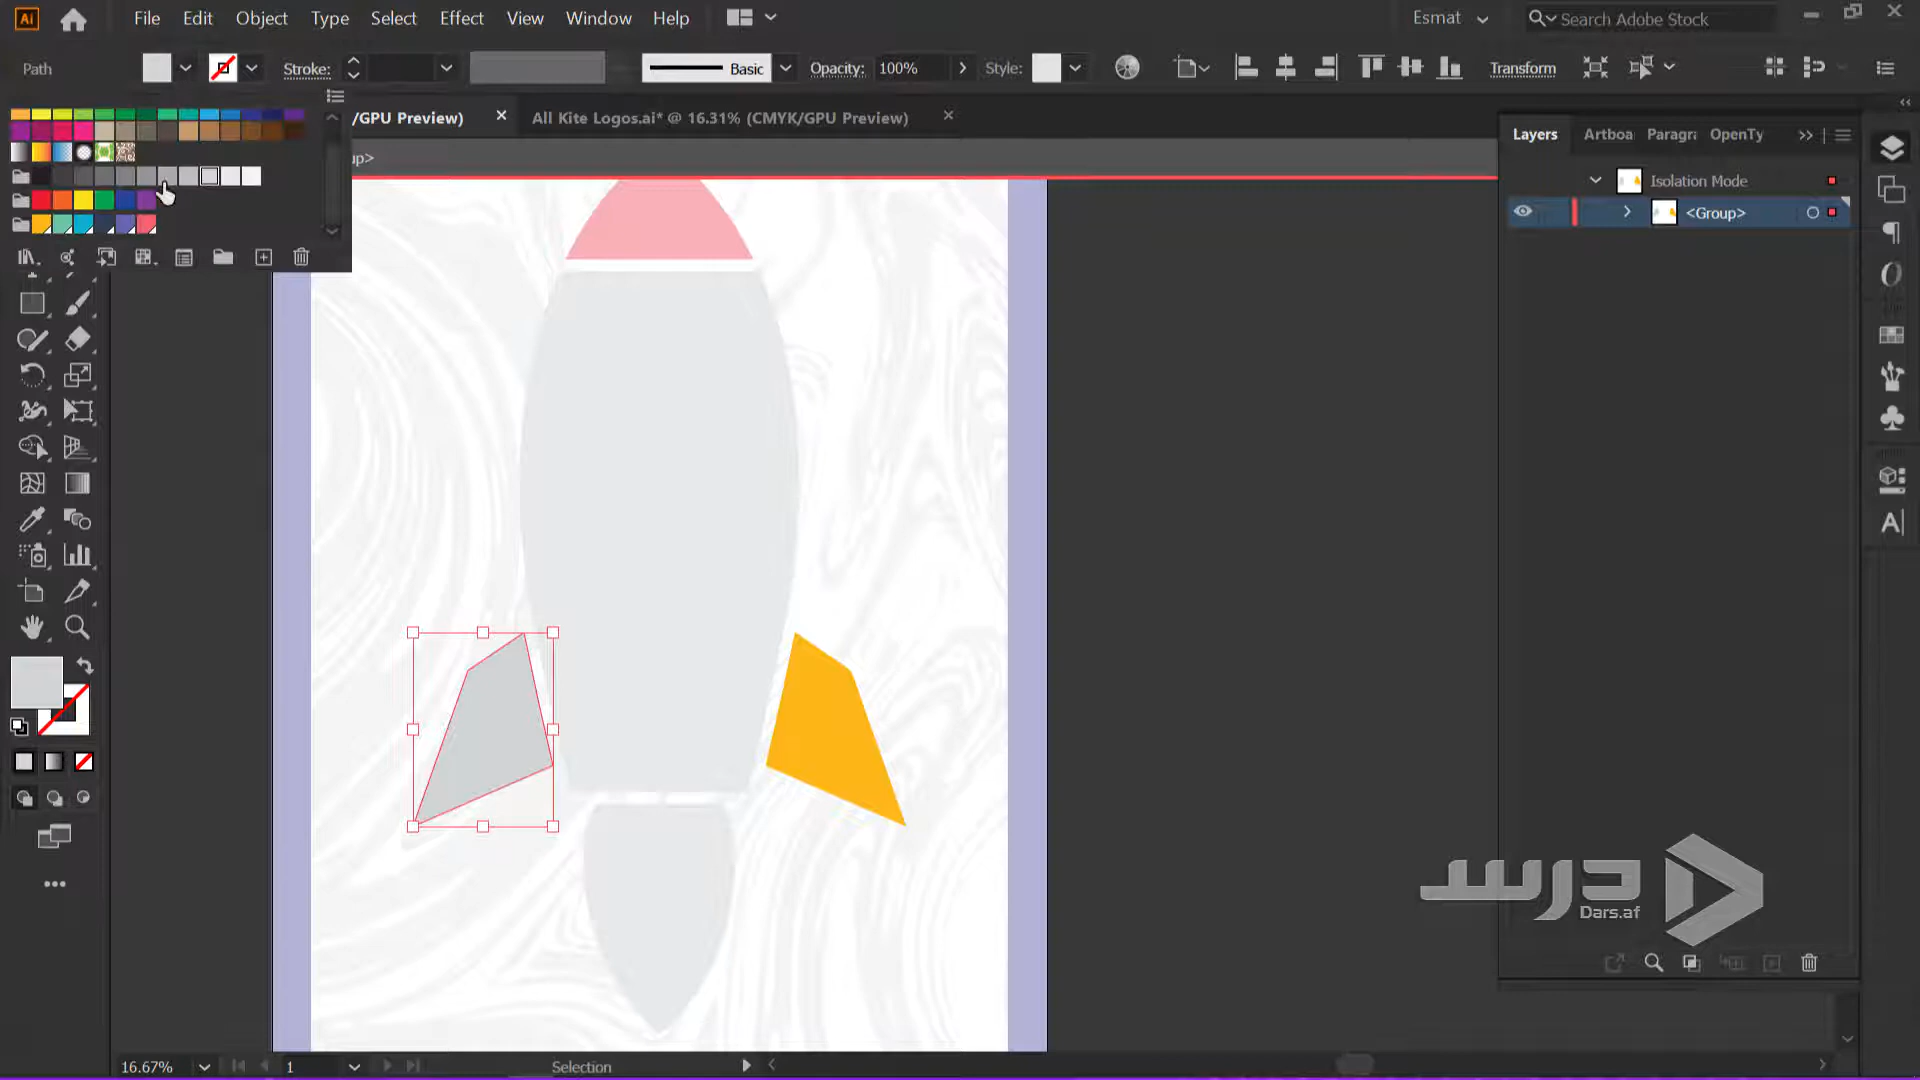 Ai File Edit Object Type Select Effect View Window Help Esmat Search Adobe Stock
Path Stroke: Basic Opacity: 100% Style: Transform
/GPU Preview) × All Kite Logos.ai* @ 16.31% (CMYK/GPU Preview) ×
Layers Artboa Paragra OpenTy
up>
Isolation Mode
<Group>
درس
Dars.af
16.67% 1 Selection